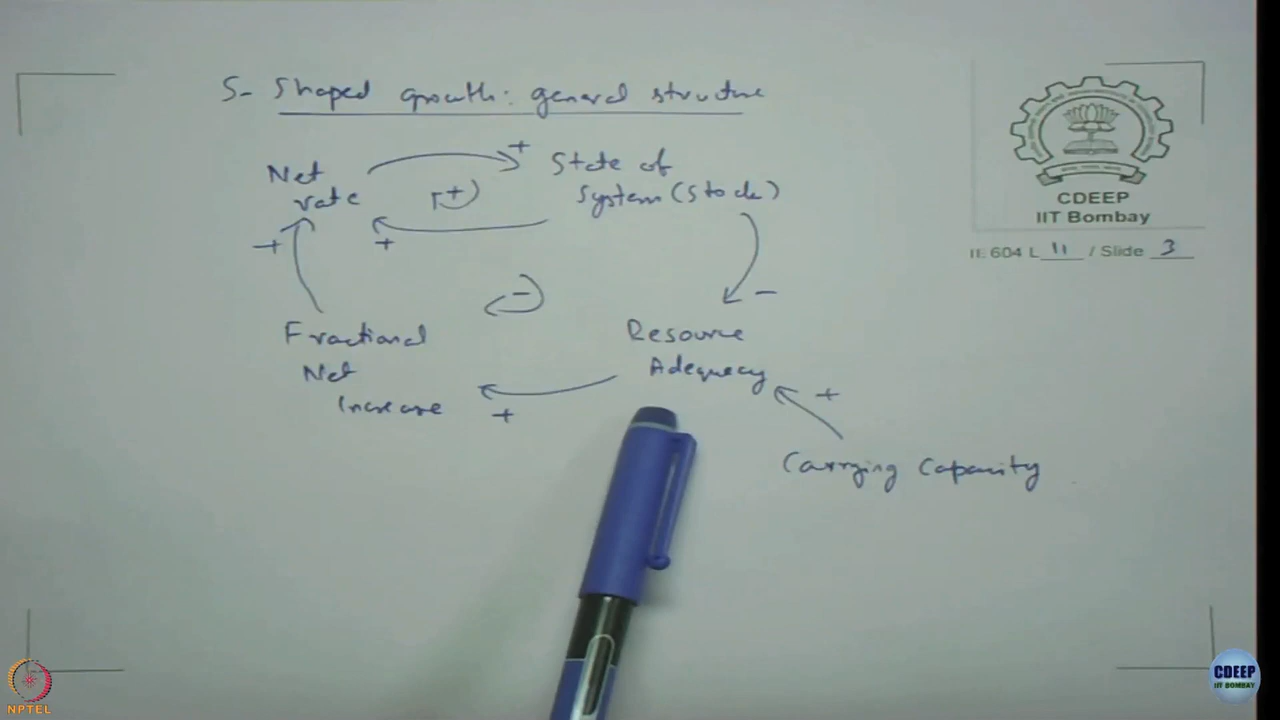 S- Shaped growth: general structure
Net rate
+
State of System (Stock)
+
+
+
-
-
Fractional Net Increase
Resource Adequacy
+
+
Carrying Capacity
CDEEP
IIT Bombay
IE 604 L 11 / Slide 3
NPTEL
CDEEP
IIT BOMBAY